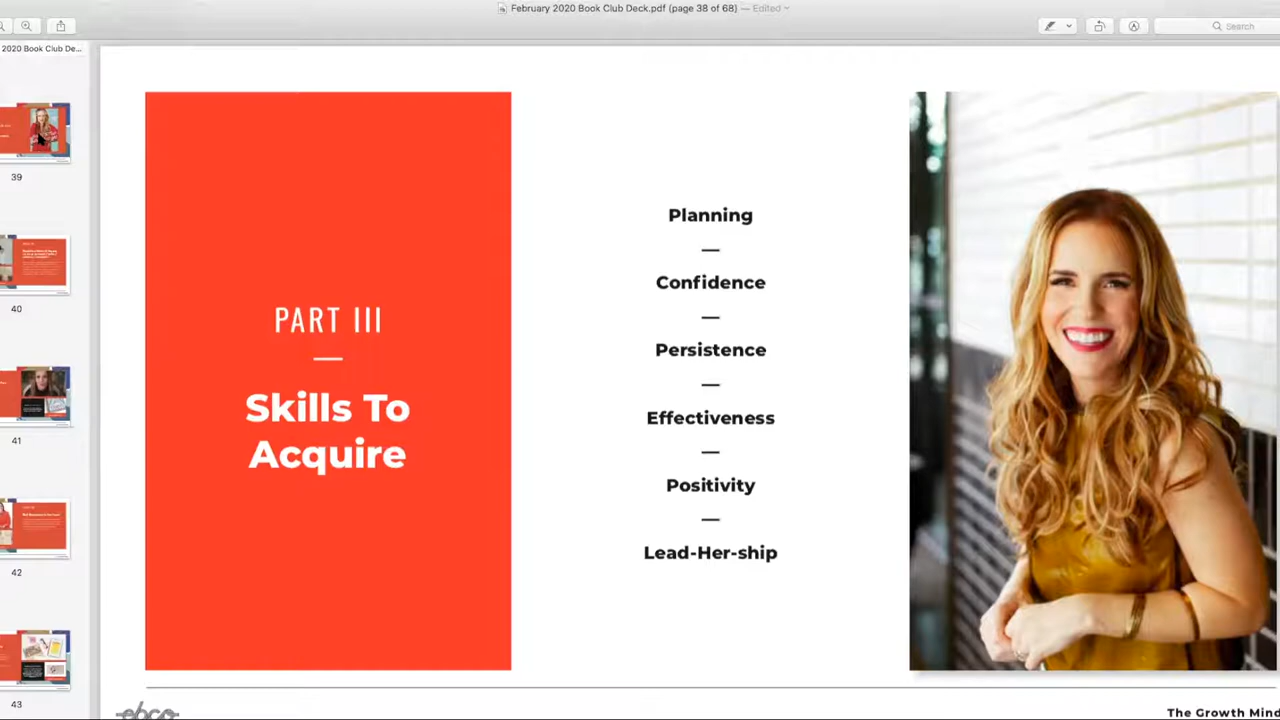 February 2020 Book Club Deck.pdf (page 38 of 68) — Edited
Search
2020 Book Club De...
39
40
41
42
43
PART III
Skills To
Acquire
Planning
—
Confidence
—
Persistence
—
Effectiveness
—
Positivity
—
Lead-Her-ship
ebco
The Growth Mind